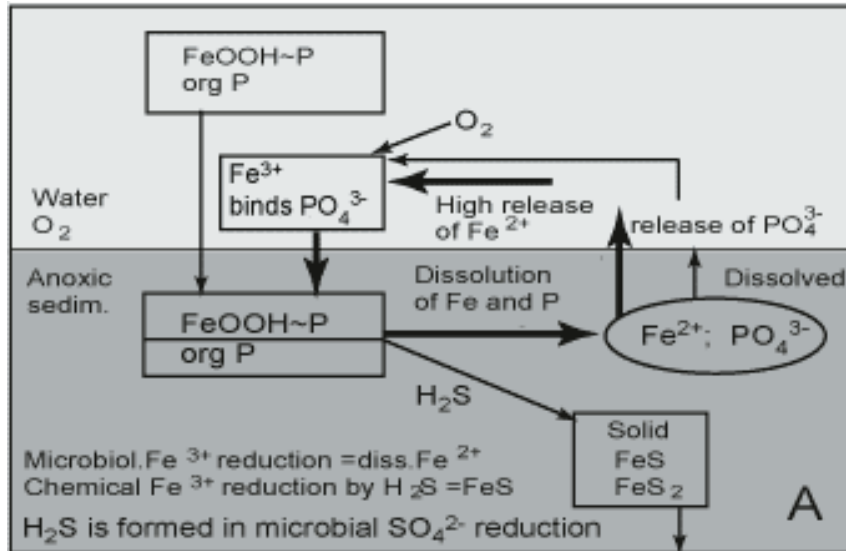 FeOOH~P
org P
O₂
Fe³⁺
binds PO₄³⁻
Water
O₂
High release
of Fe²⁺
release of PO₄³⁻
Anoxic
sedim.
Dissolution
of Fe and P
Dissolved
FeOOH~P
org P
Fe²⁺; PO₄³⁻
H₂S
Solid
FeS
FeS₂
Microbiol.Fe ³⁺ reduction =diss.Fe ²⁺
Chemical Fe ³⁺ reduction by H ₂S =FeS
H₂S is formed in microbial SO₄²⁻ reduction
A